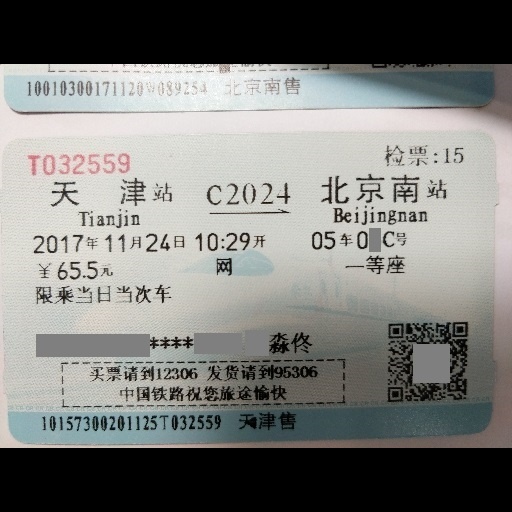 10010300171120W089254 北京南售
T032559
检票:15
天 津站 C2024 北京南站
Tianjin Beijingnan
2017年11月24日10:29开 05车0 C号
￥65.5元 网 一等座
限乘当日当次车
**** 淼佟
买票请到12306 发货请到95306
中国铁路祝您旅途愉快
10157300201125T032559 天津售